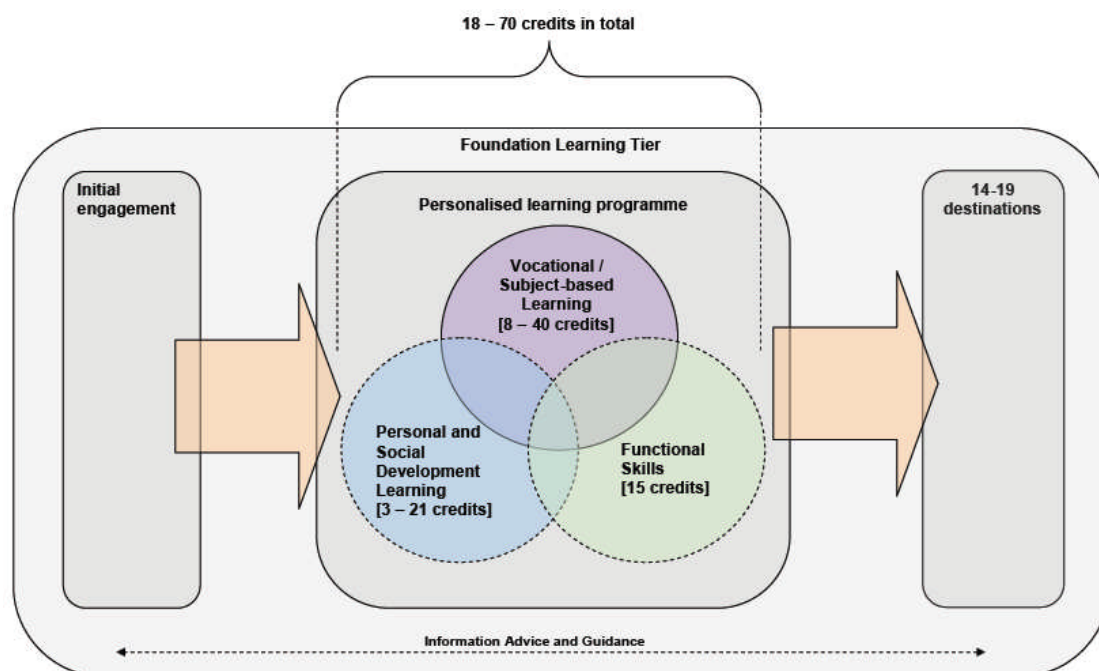 18 – 70 credits in total
Foundation Learning Tier
Initial
engagement
Personalised learning programme
14-19
destinations
Vocational /
Subject-based
Learning
[8 – 40 credits]
Personal and
Social
Development
Learning
[3 – 21 credits]
Functional
Skills
[15 credits]
Information Advice and Guidance